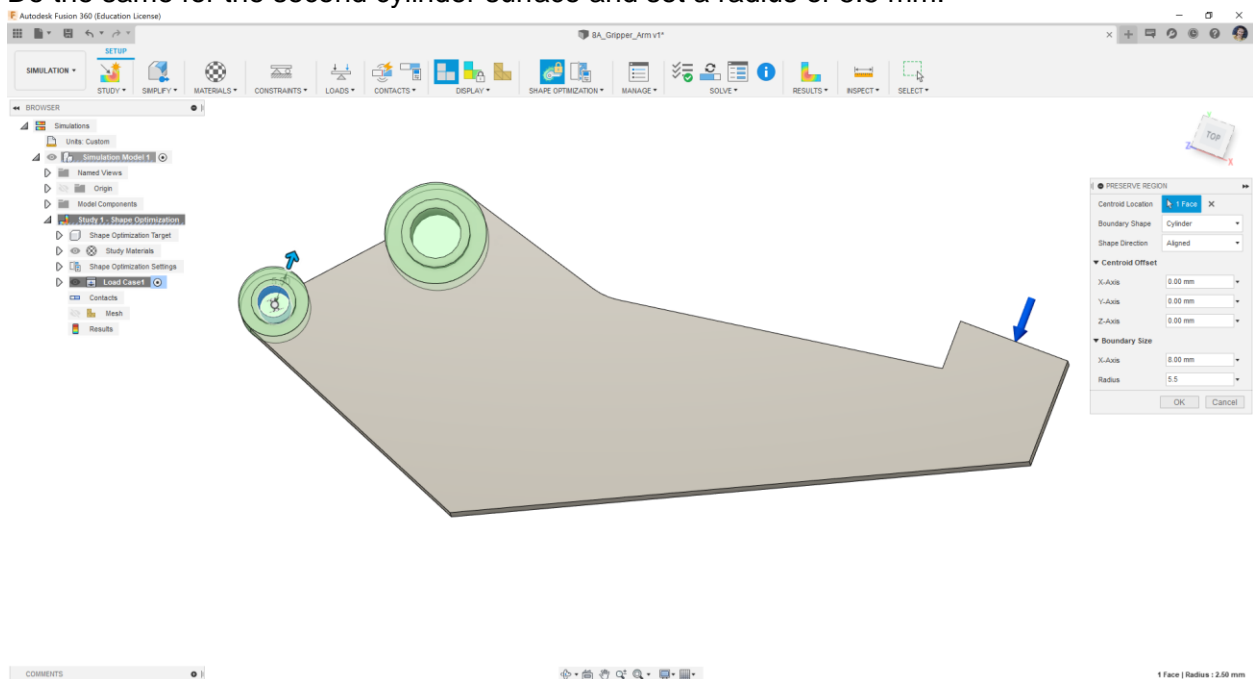 Do the same for the second cylinder surface and set a radius of 5.5 mm.
Autodesk Fusion 360 (Education License)
8A_Gripper_Arm v1*
SETUP
SIMULATION
STUDY
SIMPLIFY
MATERIALS
CONSTRAINTS
LOADS
CONTACTS
DISPLAY
SHAPE OPTIMIZATION
MANAGE
SOLVE
RESULTS
INSPECT
SELECT
BROWSER
Simulations
Units: Custom
Simulation Model 1
Named Views
Origin
Model Components
Study 1 - Shape Optimization
Shape Optimization Target
Study Materials
Shape Optimization Settings
Load Case1
Contacts
Mesh
Results
TOP
Z
X
PRESERVE REGION
Centroid Location 1 Face
Boundary Shape Cylinder
Shape Direction Aligned
Centroid Offset
X-Axis 0.00 mm
Y-Axis 0.00 mm
Z-Axis 0.00 mm
Boundary Size
X-Axis 8.00 mm
Radius 5.5
OK Cancel
COMMENTS
1 Face | Radius : 2.50 mm